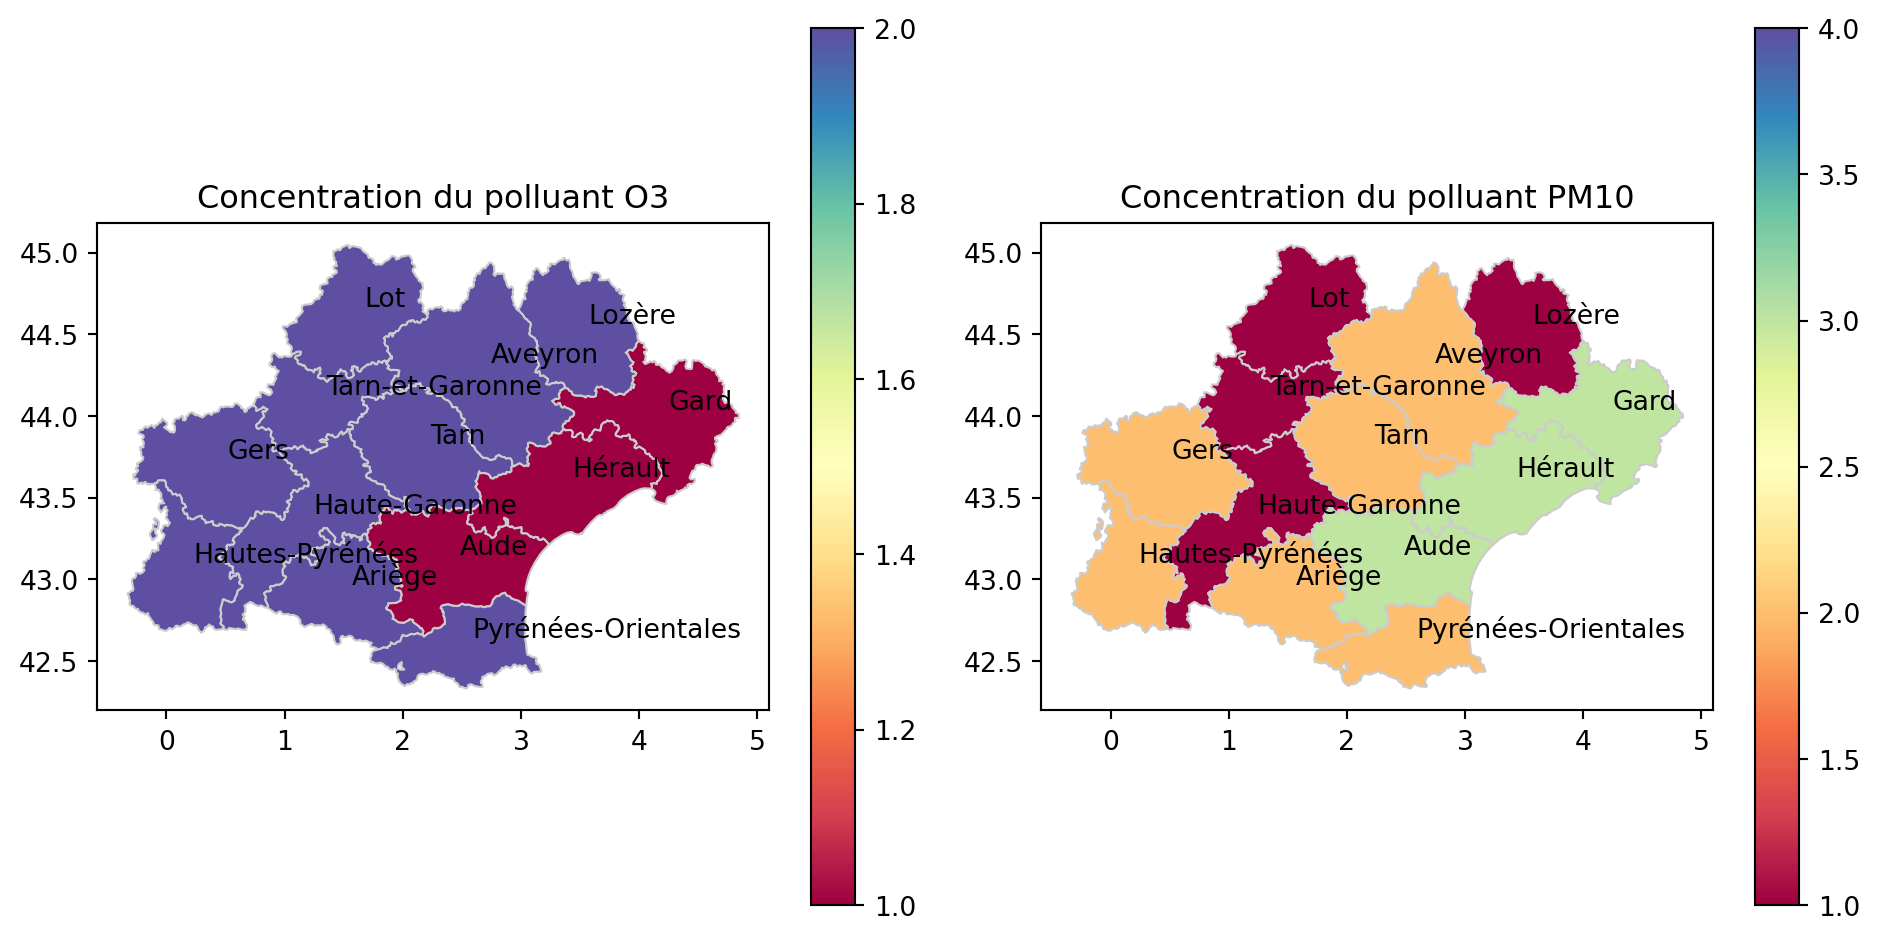 Concentration du polluant O3
45.0
44.5
44.0
43.5
43.0
42.5
0 1 2 3 4 5
Lot
Lozère
Aveyron
Tarn-et-Garonne
Gard
Tarn
Gers
Hérault
Haute-Garonne
Aude
Hautes-Pyrénées
Ariège
Pyrénées-Orientales
2.0
1.8
1.6
1.4
1.2
1.0
Concentration du polluant PM10
45.0
44.5
44.0
43.5
43.0
42.5
0 1 2 3 4 5
Lot
Lozère
Aveyron
Tarn-et-Garonne
Gard
Tarn
Gers
Hérault
Haute-Garonne
Aude
Hautes-Pyrénées
Ariège
Pyrénées-Orientales
4.0
3.5
3.0
2.5
2.0
1.5
1.0